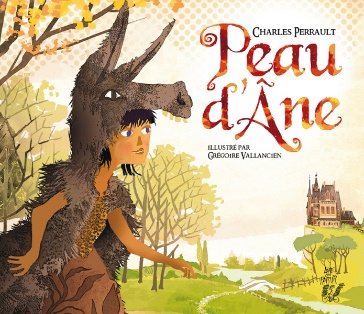 Charles Perrault
Peau
d'Âne
illustré par
Grégoire Vallancien